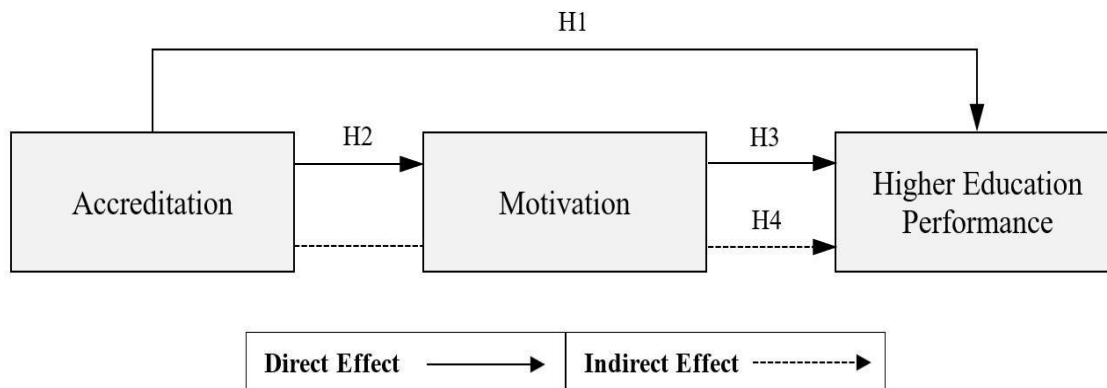 H1
H2
H3
Accreditation
Motivation
Higher Education
Performance
H4
Direct Effect
Indirect Effect